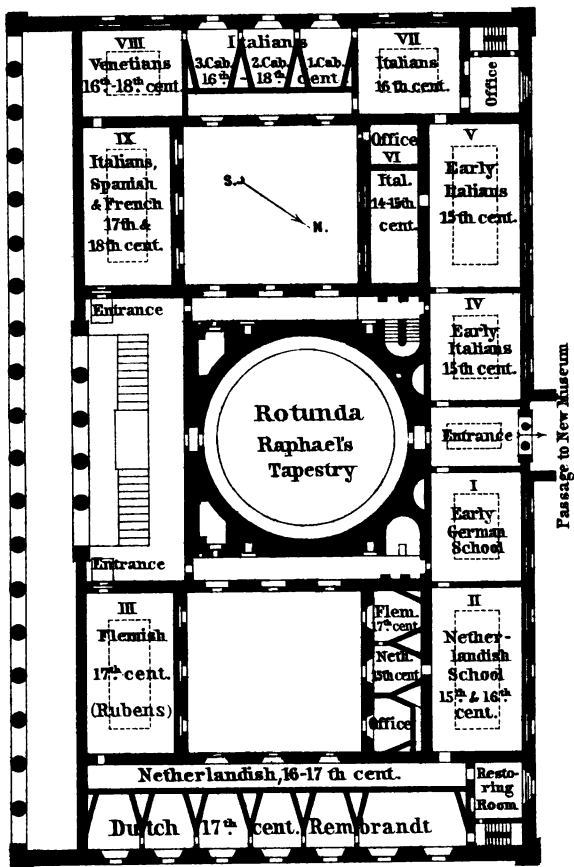 VIII
Venetians
16th-18th cent.
Italians
3.Cab. 2.Cab. 1.Cab.
16th - 18th cent
VII
Italians
16th cent.
Office
IX
Italians,
Spanish
& French
17th &
18th cent.
S.
N.
Office
VI
Ital.
14-15th
cent.
V
Early
Italians
15th cent.
IV
Early
Italians
15th cent.
Entrance
Rotunda
Raphael's
Tapestry
Entrance
Passage to New Museum
I
Early
German
School
Entrance
III
Flemish
17th cent.
(Rubens)
Flem.
17th cent
Neth.
15th cent
Office
II
Nether-
landish
School
15th & 16th
cent.
Netherlandish, 16-17 th cent.
Resto-
ring
Room
Dutch 17th cent. Rembrandt